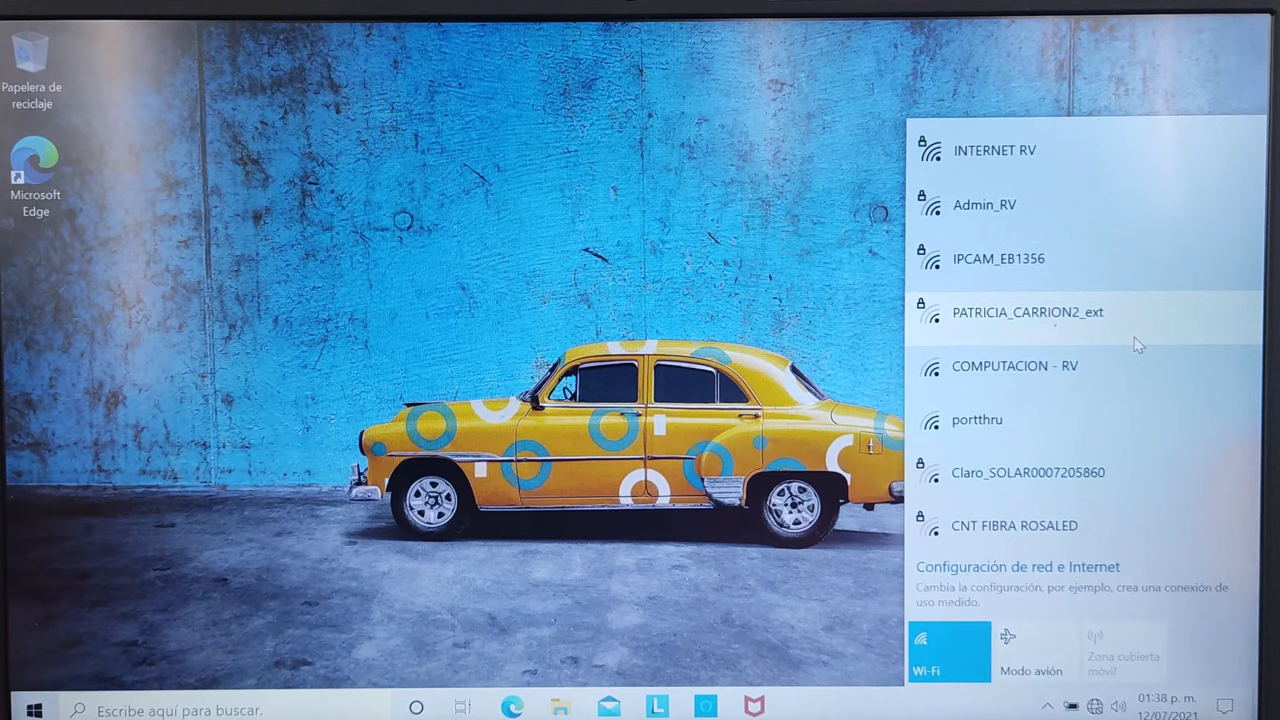 Papelera de
reciclaje
Microsoft
Edge
INTERNET RV
Admin_RV
IPCAM_EB1356
PATRICIA_CARRION2_ext
COMPUTACION - RV
portthru
Claro_SOLAR0007205860
CNT FIBRA ROSALED
Configuración de red e Internet
Cambia la configuración, por ejemplo, crea una conexión de
uso medido.
Wi-Fi
Modo avión
Zona cubierta
móvil
Escribe aquí para buscar.
L
01:38 p. m.
12/07/2021